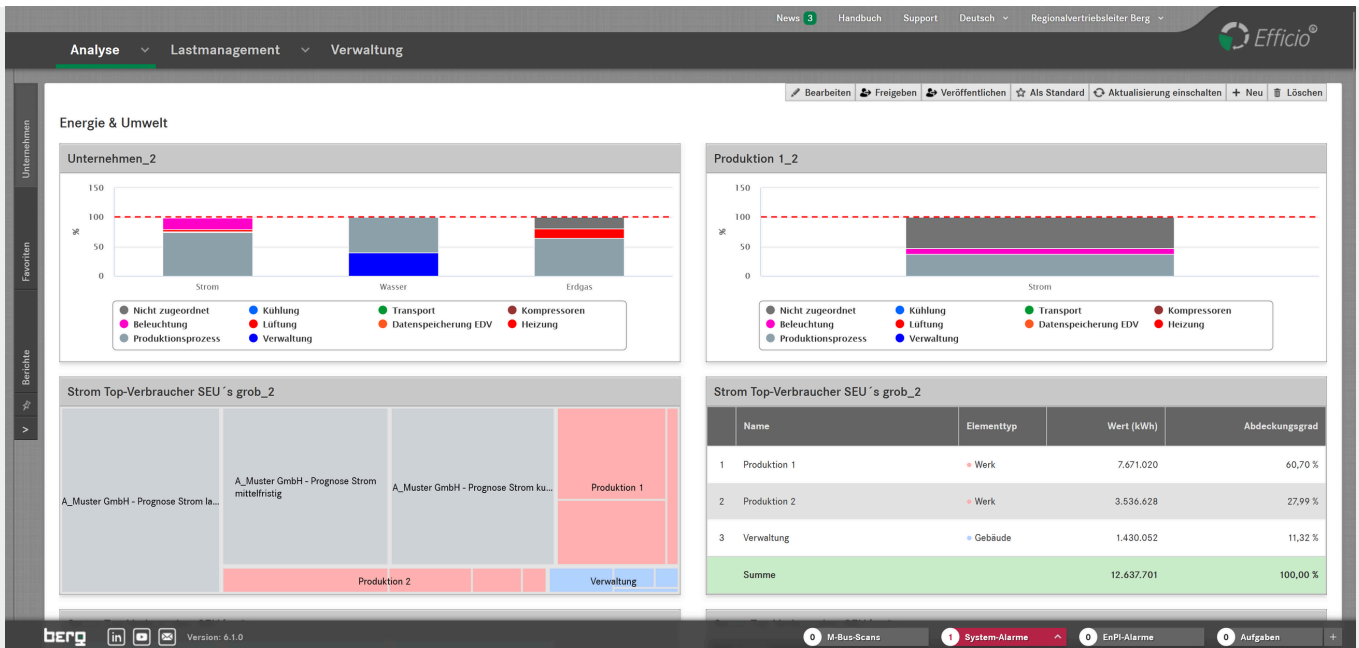 News 3 Handbuch Support Deutsch Regionalvertriebsleiter Berg
Efficio®
Analyse Lastmanagement Verwaltung
Bearbeiten Freigeben Veröffentlichen Als Standard Aktualisierung einschalten + Neu Löschen
Unternehmen
Favoriten
Berichte
>
Energie & Umwelt
Unternehmen_2
150
100
50
0
%
Strom Wasser Erdgas
Nicht zugeordnet Kühlung Transport Kompressoren
Beleuchtung Lüftung Datenspeicherung EDV Heizung
Produktionsprozess Verwaltung
Produktion 1_2
150
100
50
0
%
Strom
Nicht zugeordnet Kühlung Transport Kompressoren
Beleuchtung Lüftung Datenspeicherung EDV Heizung
Produktionsprozess Verwaltung
Strom Top-Verbraucher SEU´s grob_2
A_Muster GmbH - Prognose Strom la...
A_Muster GmbH - Prognose Strom
mittelfristig
A_Muster GmbH - Prognose Strom ku...
Produktion 1
Produktion 2
Verwaltung
Strom Top-Verbraucher SEU´s grob_2
Name Elementtyp Wert (kWh) Abdeckungsgrad
1 Produktion 1 Werk 7.671.020 60,70 %
2 Produktion 2 Werk 3.536.628 27,99 %
3 Verwaltung Gebäude 1.430.052 11,32 %
Summe 12.637.701 100,00 %
berg in Version: 6.1.0
0 M-Bus-Scans 1 System-Alarme 0 EnPI-Alarme 0 Aufgaben +